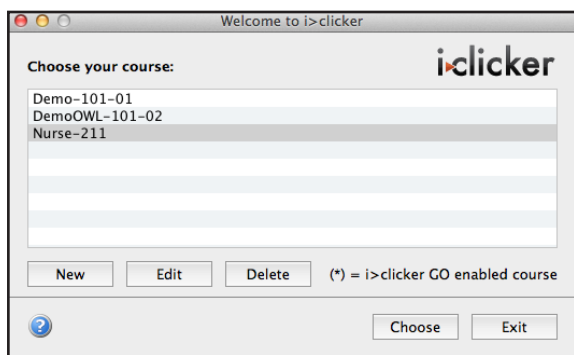 Welcome to i>clicker
Choose your course:
i>clicker
Demo-101-01
DemoOWL-101-02
Nurse-211
New
Edit
Delete
(*) = i>clicker GO enabled course
?
Choose
Exit